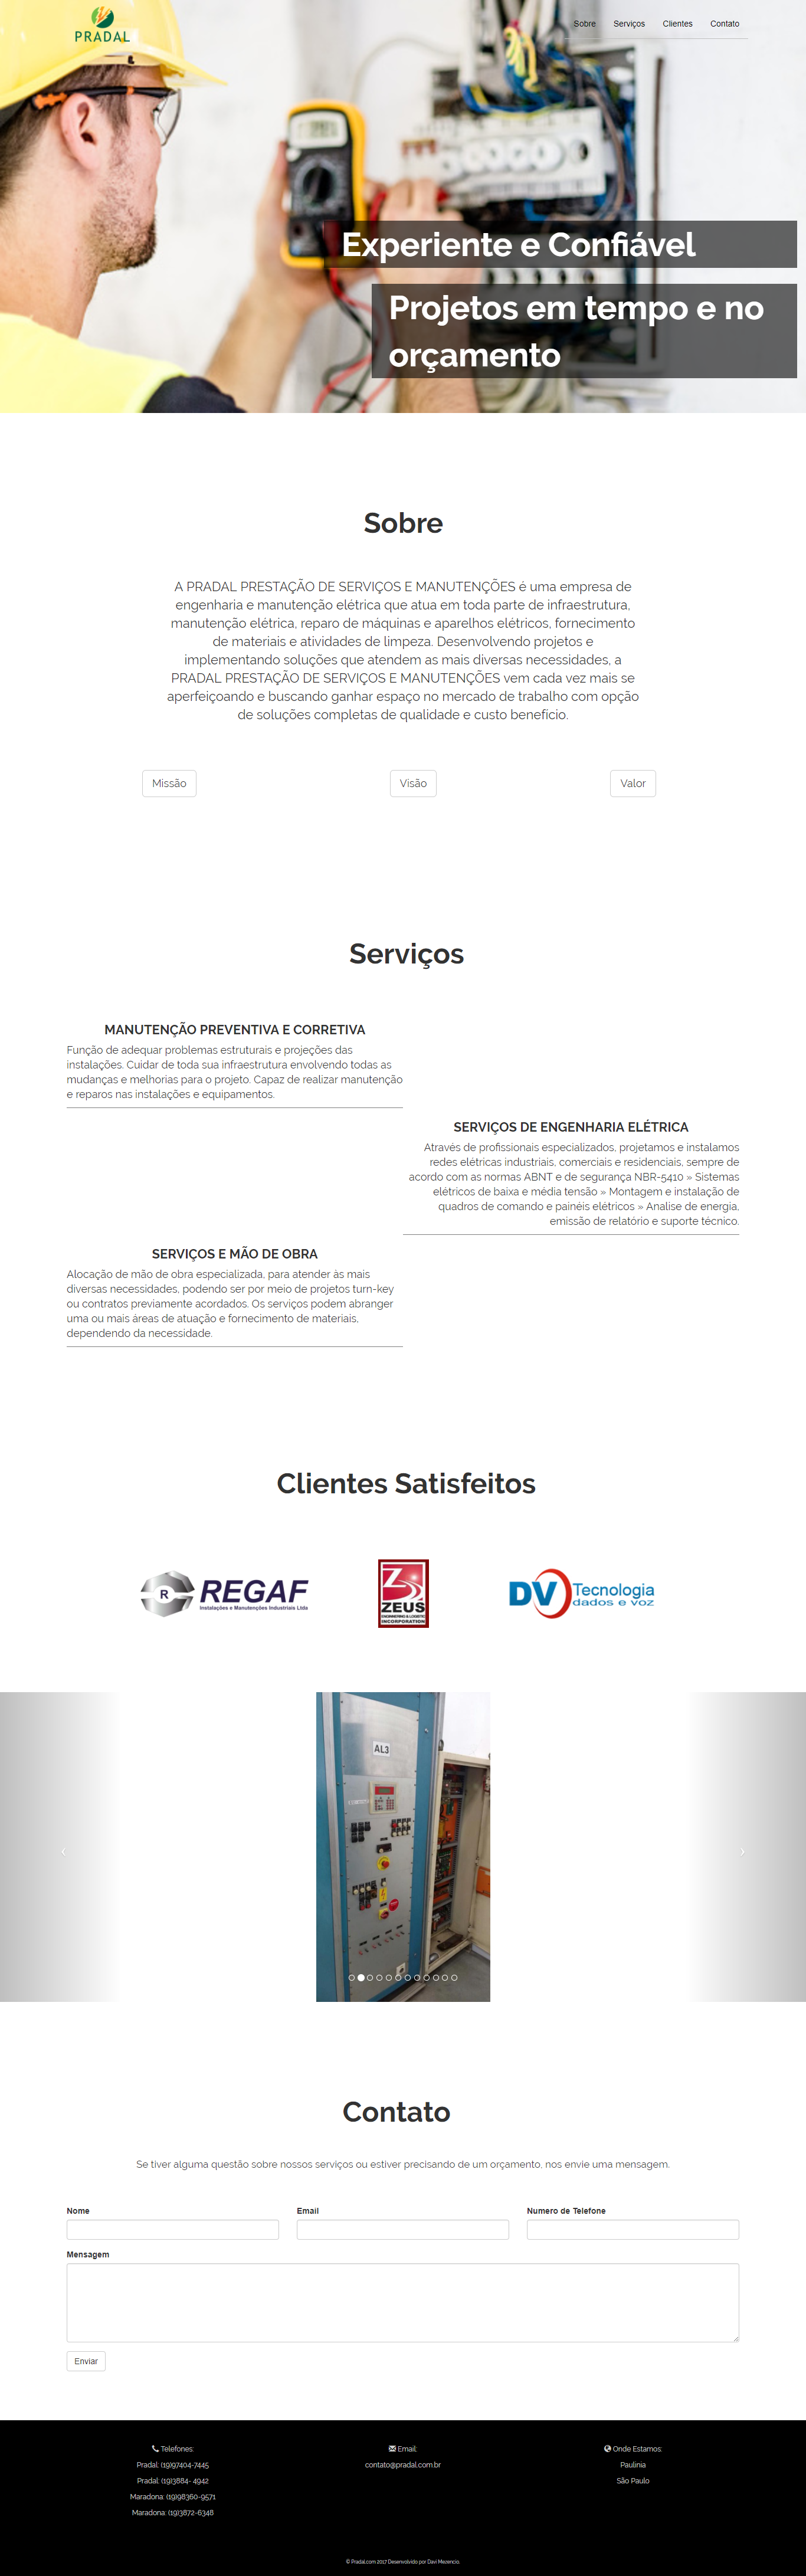 PRADAL
Sobre Serviços Clientes Contato
Experiente e Confiável
Projetos em tempo e no
orçamento
Sobre
A PRADAL PRESTAÇÃO DE SERVIÇOS E MANUTENÇÕES é uma empresa de
engenharia e manutenção elétrica que atua em toda parte de infraestrutura,
manutenção elétrica, reparo de máquinas e aparelhos elétricos, fornecimento
de materiais e atividades de limpeza. Desenvolvendo projetos e
implementando soluções que atendem as mais diversas necessidades, a
PRADAL PRESTAÇÃO DE SERVIÇOS E MANUTENÇÕES vem cada vez mais se
aperfeiçoando e buscando ganhar espaço no mercado de trabalho com opção
de soluções completas de qualidade e custo benefício.
Missão
Visão
Valor
Serviços
MANUTENÇÃO PREVENTIVA E CORRETIVA
Função de adequar problemas estruturais e projeções das
instalações. Cuidar de toda sua infraestrutura envolvendo todas as
mudanças e melhorias para o projeto. Capaz de realizar manutenção
e reparos nas instalações e equipamentos.
SERVIÇOS DE ENGENHARIA ELÉTRICA
Através de profissionais especializados, projetamos e instalamos
redes elétricas industriais, comerciais e residenciais, sempre de
acordo com as normas ABNT e de segurança NBR-5410 » Sistemas
elétricos de baixa e média tensão » Montagem e instalação de
quadros de comando e painéis elétricos » Analise de energia,
emissão de relatório e suporte técnico.
SERVIÇOS E MÃO DE OBRA
Alocação de mão de obra especializada, para atender às mais
diversas necessidades, podendo ser por meio de projetos turn-key
ou contratos previamente acordados. Os serviços podem abranger
uma ou mais áreas de atuação e fornecimento de materiais,
dependendo da necessidade.
Clientes Satisfeitos
R REGAF
Instalações e Manutenções Industriais Ltda
ZEUS
ENGINEERING & LOGISTIC
INCORPORATION
DV Tecnologia
dados e voz
AL3
Contato
Se tiver alguma questão sobre nossos serviços ou estiver precisando de um orçamento, nos envie uma mensagem.
Nome
Email
Numero de Telefone
Mensagem
Enviar
Telefones:
Pradal: (19)97404-7445
Pradal: (19)3884- 4942
Maradona: (19)98360-9571
Maradona: (19)3872-6348
Email:
contato@pradal.com.br
Onde Estamos:
Paulinia
São Paulo
© Pradal.com 2017 Desenvolvido por Davi Mezencio.